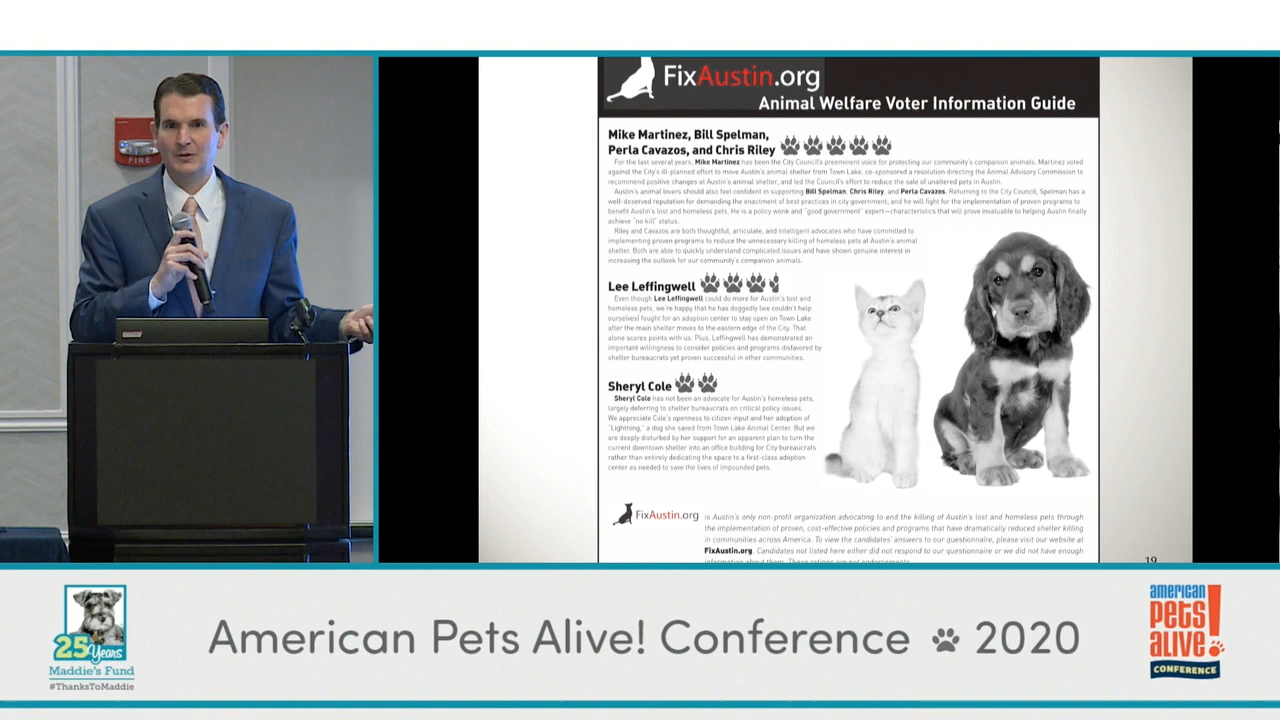 FIRE
FixAustin.org
Animal Welfare Voter Information Guide
Mike Martinez, Bill Spelman,
Perla Cavazos, and Chris Riley
For the last several years, Mike Martinez has been the City Council's preeminent voice for protecting our community's companion animals. Martinez voted
against the City's ill-planned effort to move Austin's animal shelter from Town Lake, co-sponsored a resolution directing the Animal Advisory Commission to
recommend positive changes at Austin's animal shelter, and led the Council's effort to reduce the sale of unaltered pets in Austin.
Austin's animal lovers should also feel confident in supporting Bill Spelman, Chris Riley, and Perla Cavazos. Returning to the City Council, Spelman has a
well-deserved reputation for demanding the enactment of best practices in city government, and he will fight for the implementation of proven programs to
benefit Austin's lost and homeless pets. He is a policy wonk and "good government" expert—characteristics that will prove invaluable to helping Austin finally
achieve "no kill" status.
Riley and Cavazos are both thoughtful, articulate, and intelligent advocates who have committed to
implementing proven programs to reduce the unnecessary killing of homeless pets at Austin's animal
shelter. Both are able to quickly understand complicated issues and have shown genuine interest in
increasing the outlook for our community's companion animals.
Lee Leffingwell
Even though Lee Leffingwell could do more for Austin's lost and
homeless pets, we're happy that he has doggedly (we couldn't help
ourselves) fought for an adoption center to stay open on Town Lake
after the main shelter moves to the eastern edge of the City. That
alone scores points with us. Plus, Leffingwell has demonstrated an
important willingness to consider policies and programs disfavored by
shelter bureaucrats yet proven successful in other communities.
Sheryl Cole
Sheryl Cole has not been an advocate for Austin's homeless pets,
largely deferring to shelter bureaucrats on critical policy issues.
We appreciate Cole's openness to citizen input and her adoption of
"Lightning," a dog she saved from Town Lake Animal Center. But we
are deeply disturbed by her support for an apparent plan to turn the
current downtown shelter into an office building for City bureaucrats
rather than entirely dedicating the space to a first-class adoption
center as needed to save the lives of impounded pets.
FixAustin.org is Austin's only non-profit organization advocating to end the killing of Austin's lost and homeless pets through
the implementation of proven, cost-effective policies and programs that have dramatically reduced shelter killing
in communities across America. To view the candidates' answers to our questionnaire, please visit our website at
FixAustin.org. Candidates not listed here either did not respond to our questionnaire or we did not have enough
information about them. These ratings are not endorsements.
19
25 Years
Maddie's Fund
#ThanksToMaddie
American Pets Alive! Conference 2020
american
PETS
ALIVE!
CONFERENCE